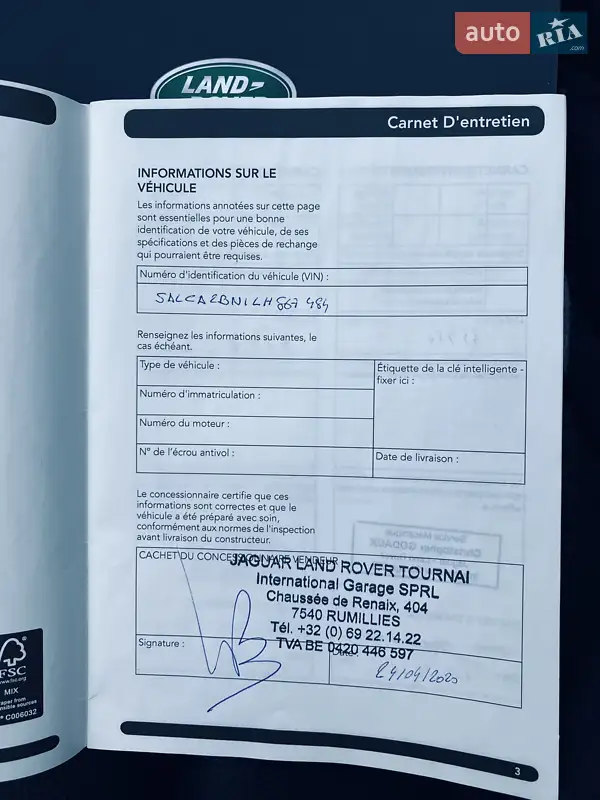 auto RIA .com
LAND-
ROVER
Carnet D'entretien
INFORMATIONS SUR LE
VÉHICULE
Les informations annotées sur cette page
sont essentielles pour une bonne
identification de votre véhicule, de ses
spécifications et des pièces de rechange
qui pourraient être requises.
Numéro d'identification du véhicule (VIN) :
SALCA2BN1LH867484
Renseignez les informations suivantes, le
cas échéant.
Type de véhicule :
Étiquette de la clé intelligente -
fixer ici :
Numéro d'immatriculation :
Numéro du moteur :
N° de l'écrou antivol :
Date de livraison :
Le concessionnaire certifie que ces
informations sont correctes et que le
véhicule a été préparé avec soin,
conformément aux normes de l'inspection
avant livraison du constructeur.
CACHET DU CONCESSIONNAIRE VENDEUR
JAGUAR LAND ROVER TOURNAI
International Garage SPRL
Chaussée de Renaix, 404
7540 RUMILLIES
Tél. +32 (0) 69 22.14.22
TVA BE 0420 446 597
Signature :
Date :
24/04/2020
FSC
www.fsc.org
MIX
C006032
3